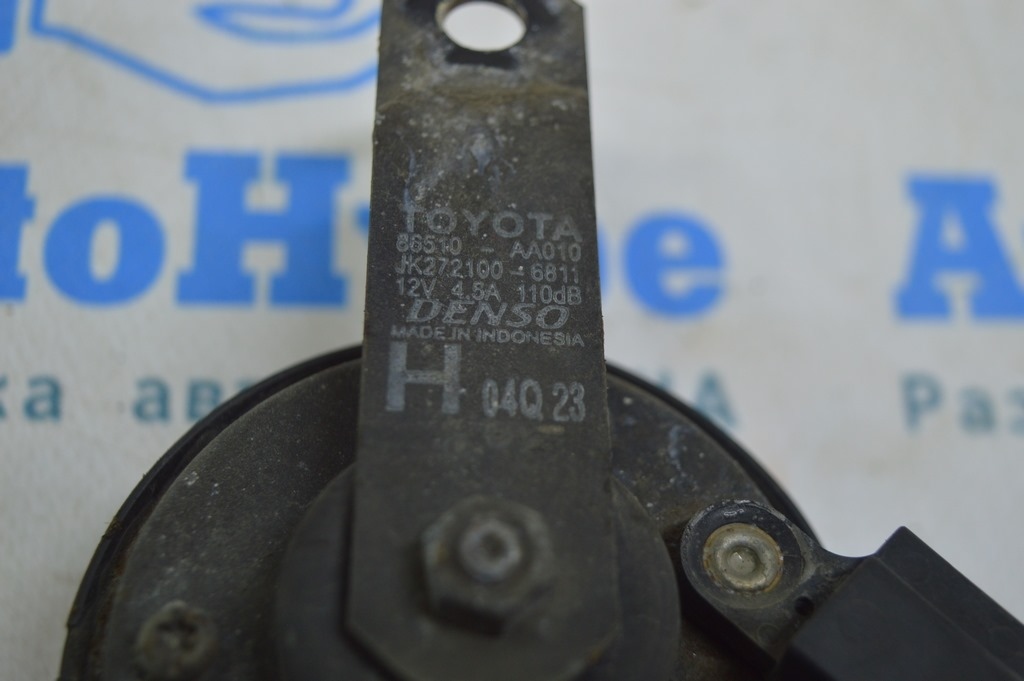 TOYOTA
86510 - AA010
JK272100-6811
12V 4.5A 110dB
DENSO
MADE IN INDONESIA
H 04Q 23